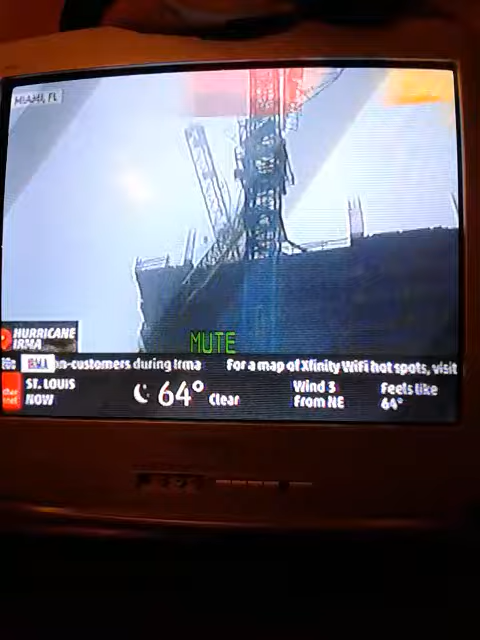 MIAMI, FL
HURRICANE
IRMA
MUTE
n-customers during Irma For a map of Xfinity WiFi hot spots, visit
ST. LOUIS
NOW
64° Clear
Wind 3
From NE
Feels like
64°